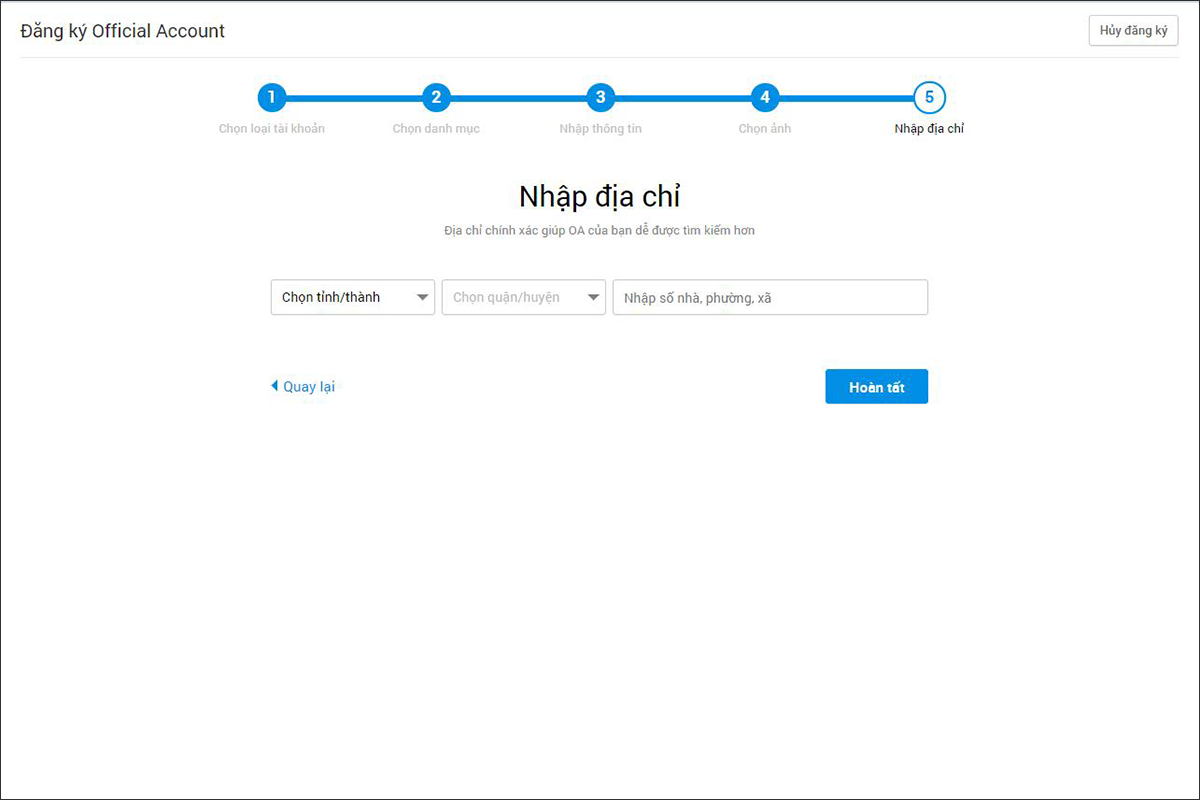 Đăng ký Official Account
Hủy đăng ký
1
2
3
4
5
Chọn loại tài khoản
Chọn danh mục
Nhập thông tin
Chọn ảnh
Nhập địa chỉ
Nhập địa chỉ
Địa chỉ chính xác giúp OA của bạn dễ được tìm kiếm hơn
Chọn tỉnh/thành
Chọn quận/huyện
Nhập số nhà, phường, xã
Quay lại
Hoàn tất